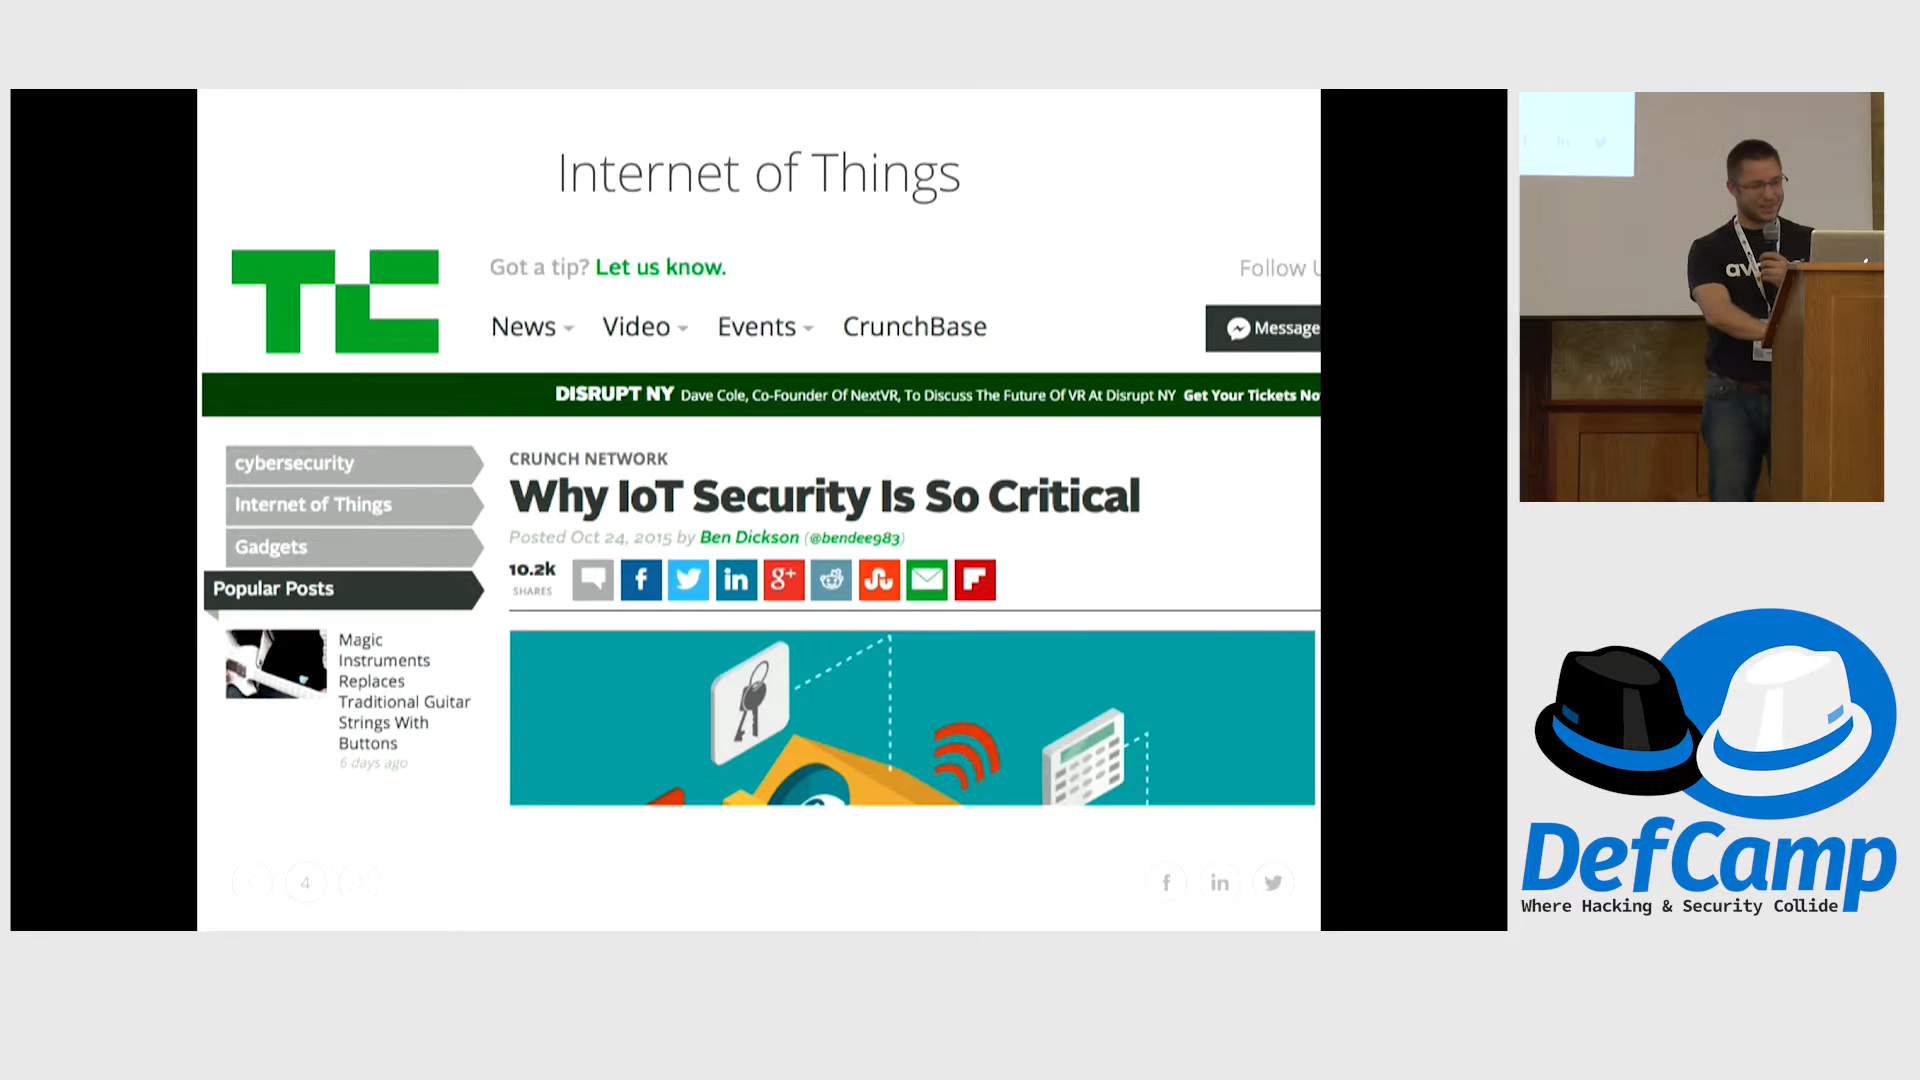 Internet of Things
TC
Got a tip? Let us know.
Follow U
News
Video
Events
CrunchBase
Message
DISRUPT NY Dave Cole, Co-Founder Of NextVR, To Discuss The Future Of VR At Disrupt NY Get Your Tickets No
cybersecurity
Internet of Things
Gadgets
Popular Posts
Magic
Instruments
Replaces
Traditional Guitar
Strings With
Buttons
6 days ago
CRUNCH NETWORK
Why IoT Security Is So Critical
Posted Oct 24, 2015 by Ben Dickson (@bendee983)
10.2k
SHARES
f
in
g+
4
f
in
f in
DefCamp
Where Hacking & Security Collide